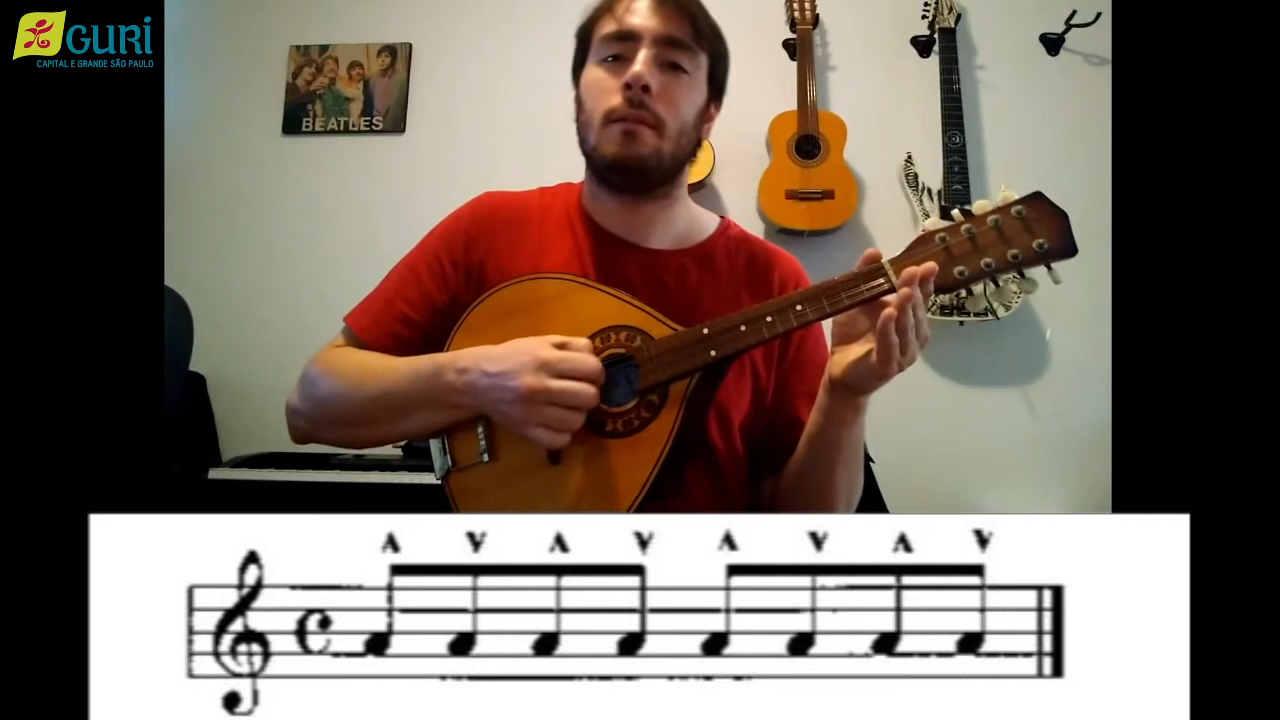 GURI
CAPITAL E GRANDE SÃO PAULO
BEATLES
A V A V A V A V